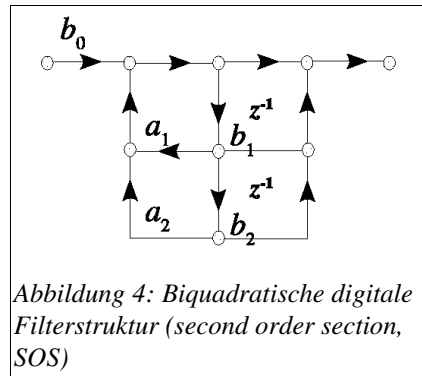 b₀
z⁻¹
a₁ b₁
z⁻¹
a₂ b₂
Abbildung 4: Biquadratische digitale
Filterstruktur (second order section,
SOS)